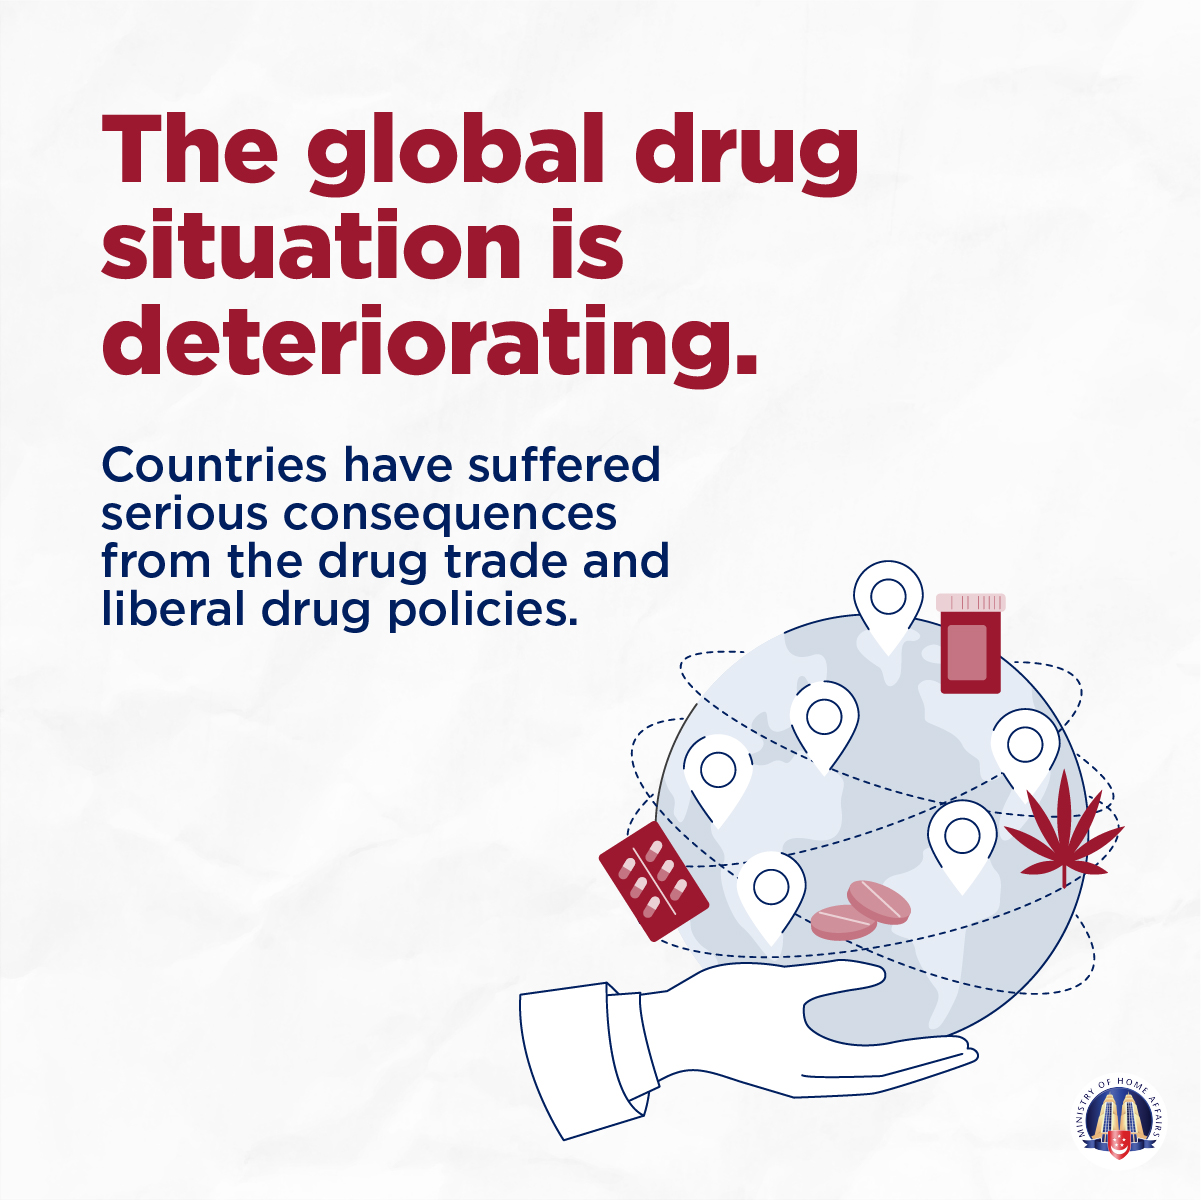 The global drug
situation is
deteriorating.
Countries have suffered
serious consequences
from the drug trade and
liberal drug policies.
MINISTRY OF HOME AFFAIRS